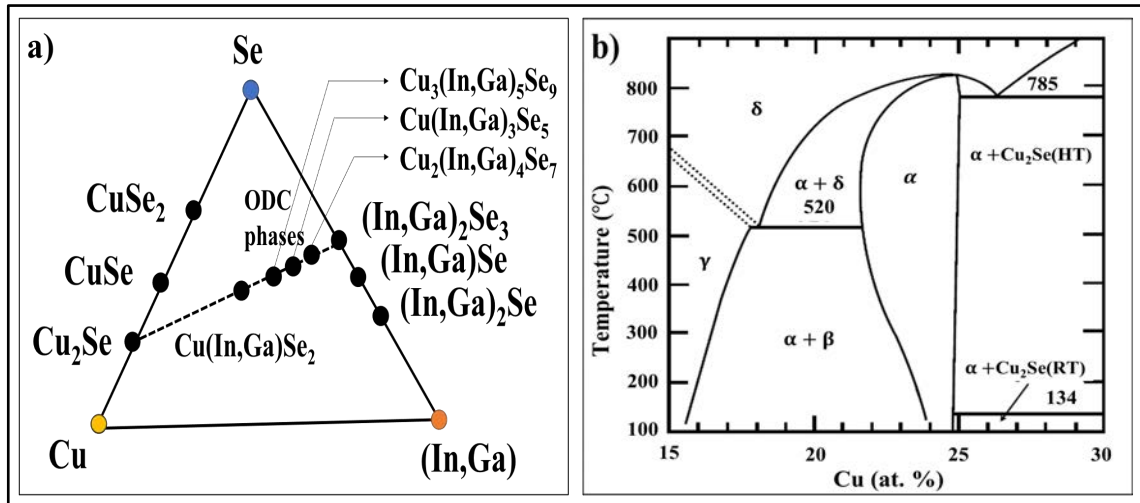 a)
Se
Cu₃(In,Ga)₅Se₉
Cu(In,Ga)₃Se₅
Cu₂(In,Ga)₄Se₇
ODC
phases
CuSe₂
(In,Ga)₂Se₃
CuSe
(In,Ga)Se
(In,Ga)₂Se
Cu₂Se
Cu(In,Ga)Se₂
Cu
(In,Ga)
b)
Temperature (℃)
800
700
600
500
400
300
200
100
δ
785
α +Cu₂Se(HT)
α + δ
520
α
γ
α + β
α +Cu₂Se(RT)
134
15
20
25
30
Cu (at. %)